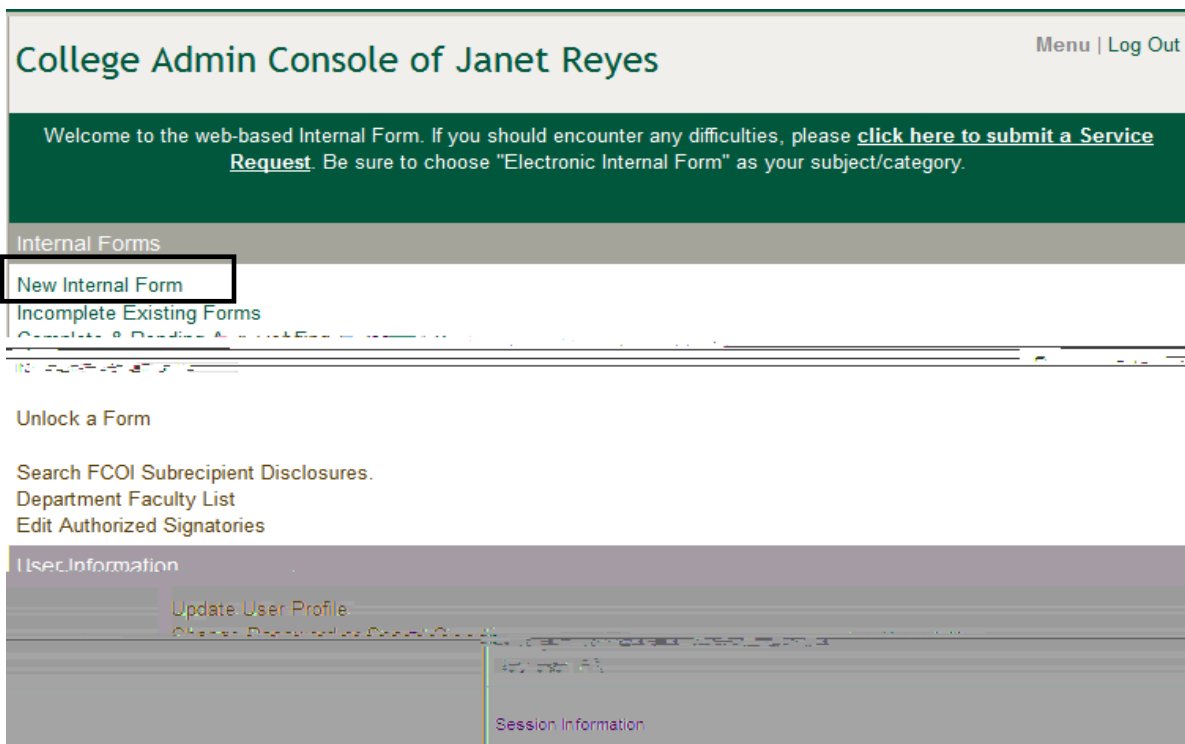 College Admin Console of Janet Reyes
Menu | Log Out
Welcome to the web-based Internal Form. If you should encounter any difficulties, please click here to submit a Service
Request. Be sure to choose "Electronic Internal Form" as your subject/category.
Internal Forms
New Internal Form
Incomplete Existing Forms
Complete & Pending
Unlock a Form
Search FCOI Subrecipient Disclosures.
Department Faculty List
Edit Authorized Signatories
User Information
Update User Profile
Session Information